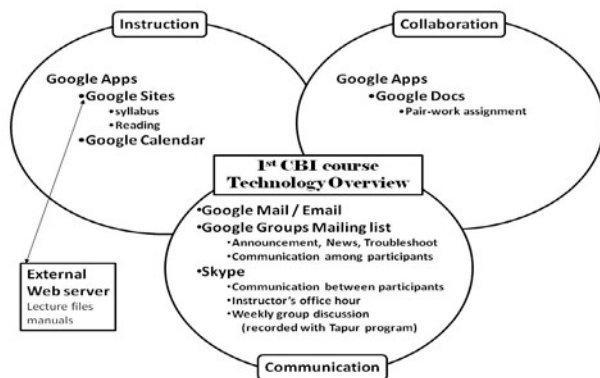 Instruction
Collaboration
Google Apps
•Google Sites
•syllabus
•Reading
•Google Calendar
Google Apps
•Google Docs
•Pair-work assignment
1st CBI course
Technology Overview
•Google Mail / Email
•Google Groups Mailing list
•Announcement, News, Troubleshoot
•Communication among participants
•Skype
•Communication between participants
•Instructor's office hour
•Weekly group discussion
(recorded with Tapur program)
External
Web server
Lecture files
manuals
Communication